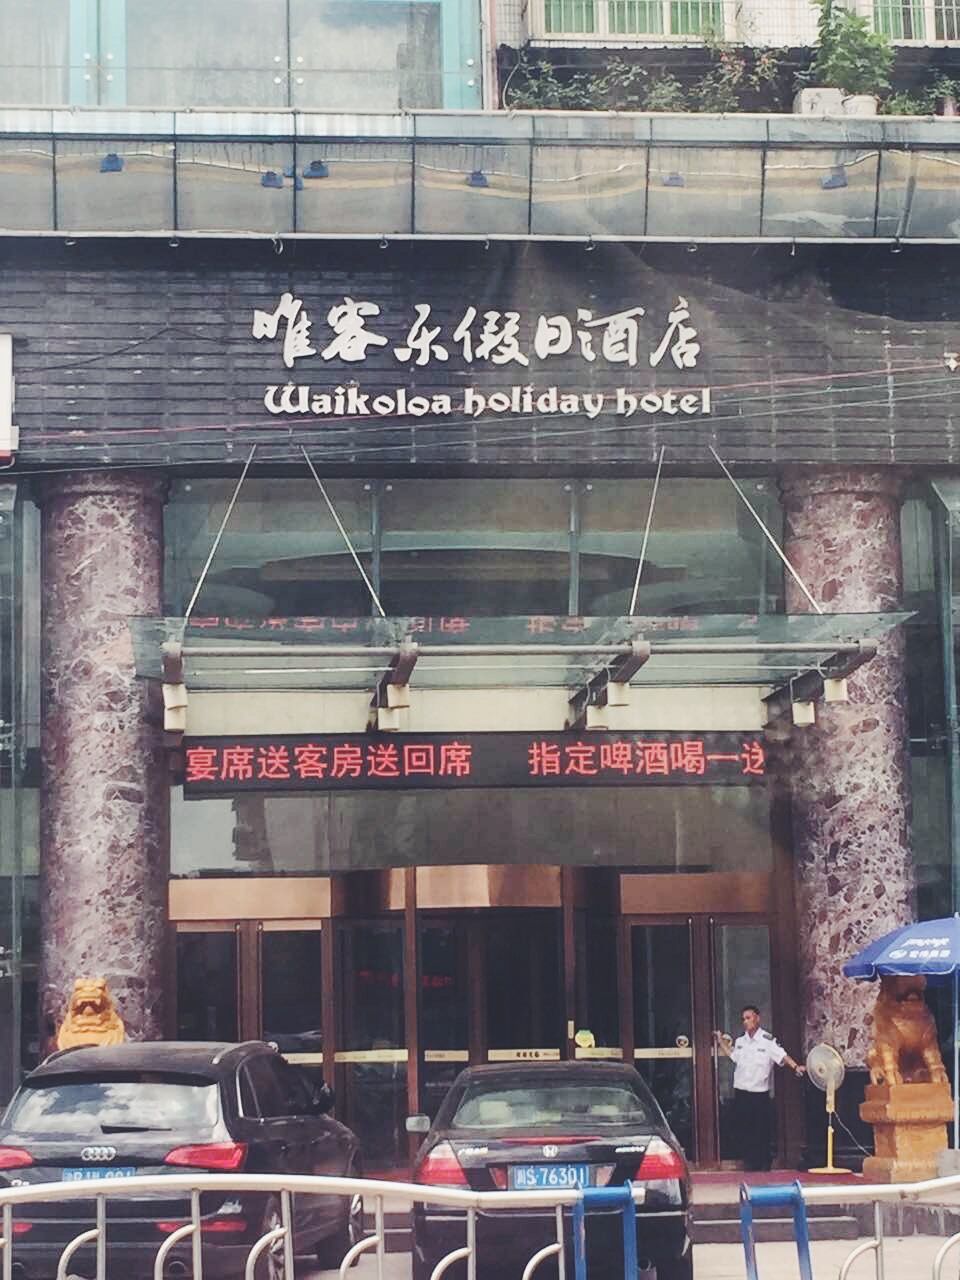 唯客乐假日酒店
Waikoloa holiday hotel
宴席送客房送回席 指定啤酒喝一送
S·76301